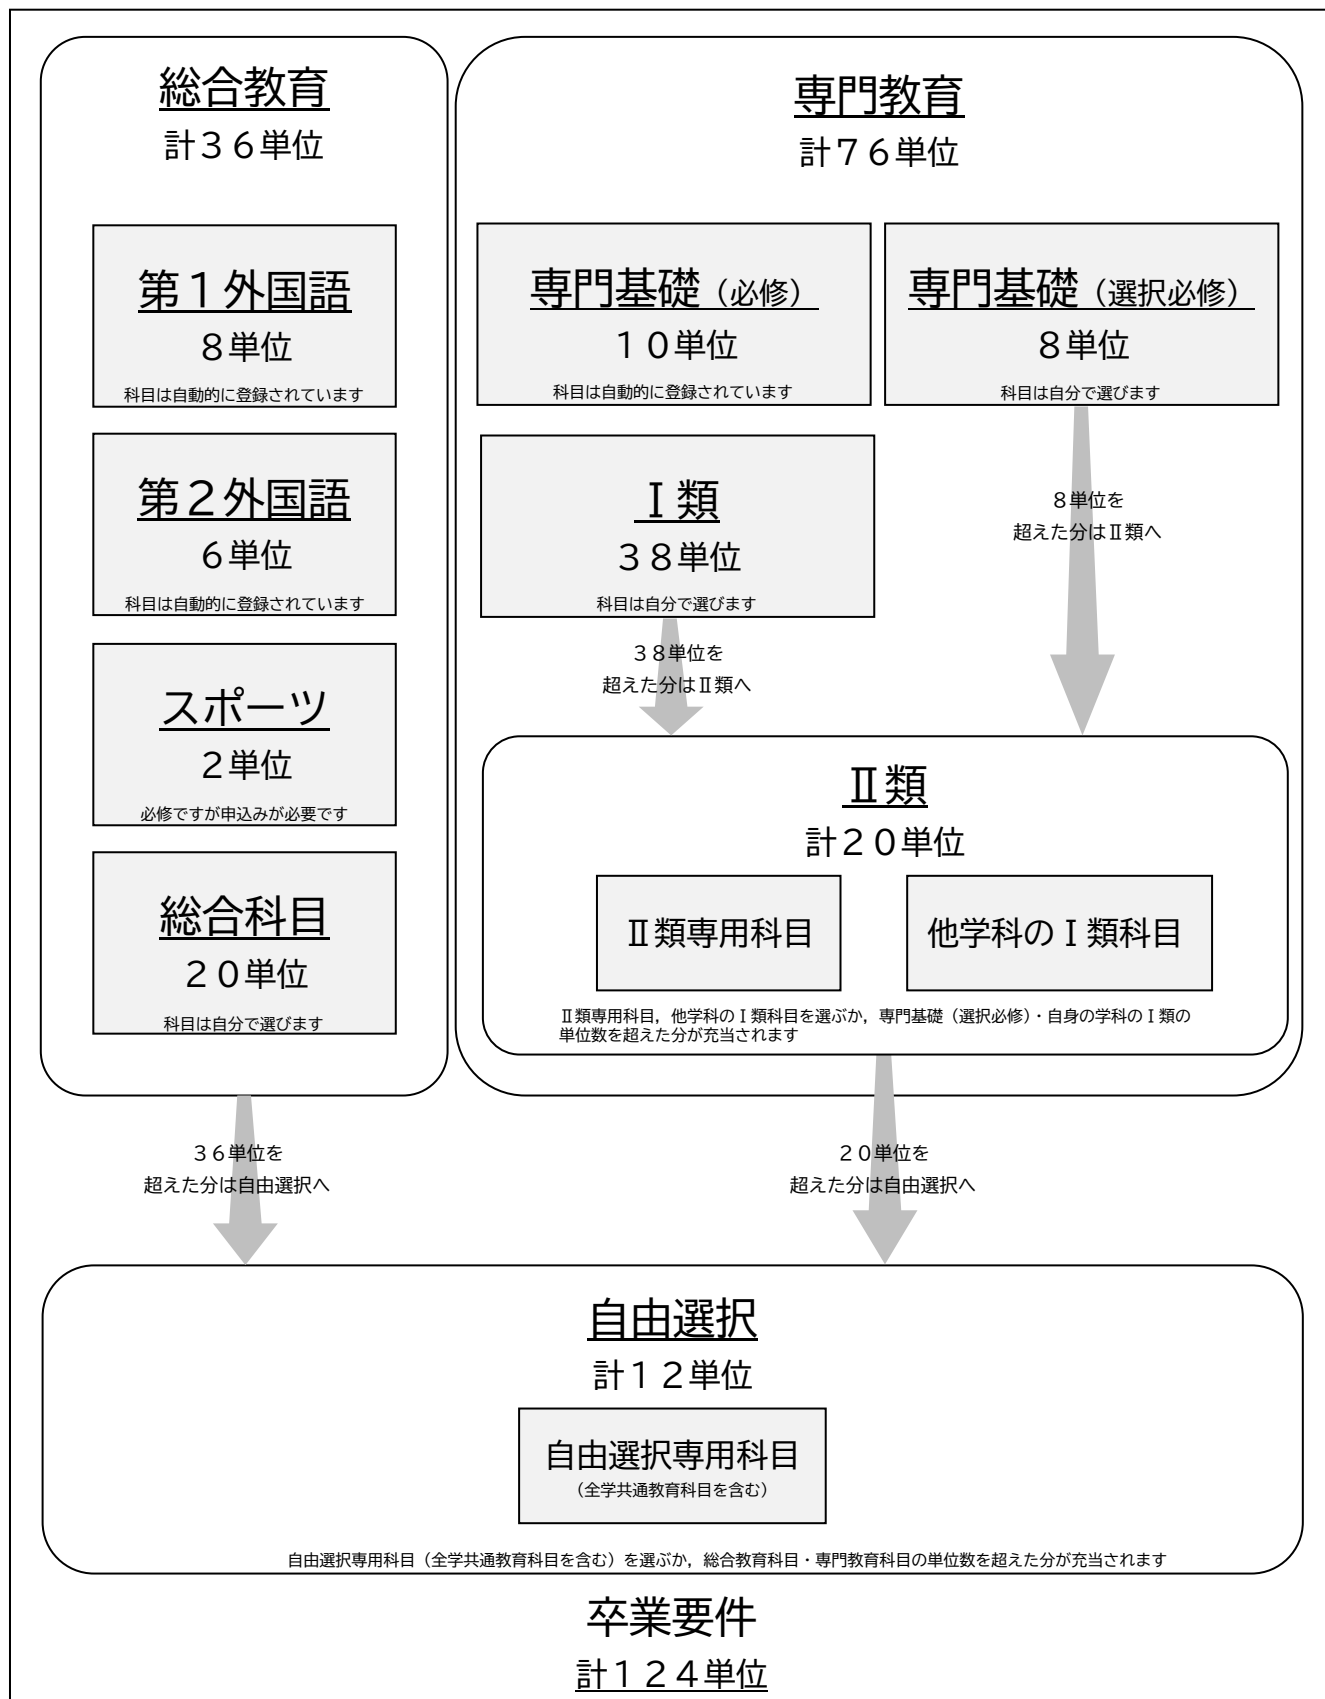 総合教育
計３６単位
第１外国語
８単位
科目は自動的に登録されています
第２外国語
６単位
科目は自動的に登録されています
スポーツ
２単位
必修ですが申込みが必要です
総合科目
２０単位
科目は自分で選びます
専門教育
計７６単位
専門基礎（必修）
１０単位
科目は自動的に登録されています
専門基礎（選択必修）
８単位
科目は自分で選びます
Ⅰ類
３８単位
科目は自分で選びます
８単位を
超えた分はⅡ類へ
３８単位を
超えた分はⅡ類へ
Ⅱ類
計２０単位
Ⅱ類専用科目
他学科のⅠ類科目
Ⅱ類専用科目，他学科のⅠ類科目を選ぶか，専門基礎（選択必修）・自身の学科のⅠ類の
単位数を超えた分が充当されます
３６単位を
超えた分は自由選択へ
２０単位を
超えた分は自由選択へ
自由選択
計１２単位
自由選択専用科目
（全学共通教育科目を含む）
自由選択専用科目（全学共通教育科目を含む）を選ぶか，総合教育科目・専門教育科目の単位数を超えた分が充当されます
卒業要件
計１２４単位